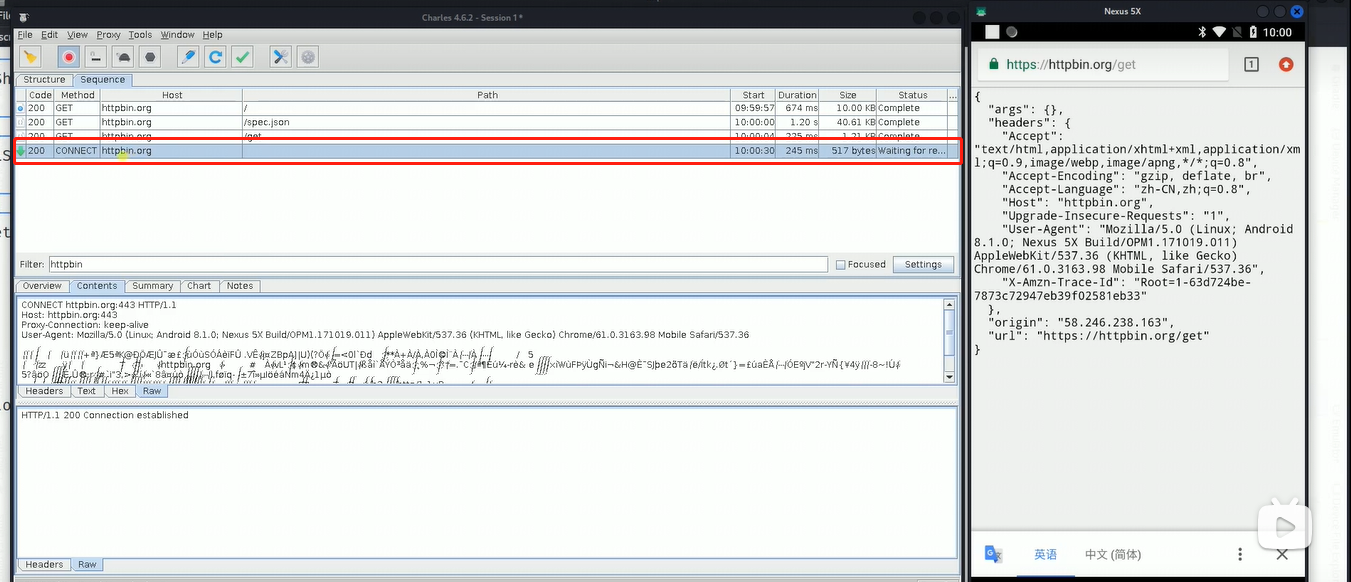 Charles 4.6.2 - Session 1*
File Edit View Proxy Tools Window Help
Structure Sequence
Code Method Host Path Start Duration Size Status ...
200 GET httpbin.org / 09:59:57 674 ms 10.00 KB Complete
200 GET httpbin.org /spec.json 10:00:00 1.20 s 40.61 KB Complete
200 GET httpbin.org /get 10:00:04 225 ms 1.21 KB Complete
200 CONNECT httpbin.org 10:00:30 245 ms 517 bytes Waiting for re...
Filter: httpbin Focused Settings
Overview Contents Summary Chart Notes
CONNECT httpbin.org:443 HTTP/1.1
Host: httpbin.org:443
Proxy-Connection: keep-alive
User-Agent: Mozilla/5.0 (Linux; Android 8.1.0; Nexus 5X Build/OPM1.171019.011) AppleWebKit/537.36 (KHTML, like Gecko) Chrome/61.0.3163.98 Mobile Safari/537.36
Headers Text Hex Raw
HTTP/1.1 200 Connection established
Headers Raw
Nexus 5X
10:00
https://httpbin.org/get 1
{
"args": {},
"headers": {
"Accept":
"text/html,application/xhtml+xml,application/xm
l;q=0.9,image/webp,image/apng,*/*;q=0.8",
"Accept-Encoding": "gzip, deflate, br",
"Accept-Language": "zh-CN,zh;q=0.8",
"Host": "httpbin.org",
"Upgrade-Insecure-Requests": "1",
"User-Agent": "Mozilla/5.0 (Linux; Android
8.1.0; Nexus 5X Build/OPM1.171019.011)
AppleWebKit/537.36 (KHTML, like Gecko)
Chrome/61.0.3163.98 Mobile Safari/537.36",
"X-Amzn-Trace-Id": "Root=1-63d724be-
7873c72947eb39f02581eb33"
},
"origin": "58.246.238.163",
"url": "https://httpbin.org/get"
}
英语 中文 (简体)